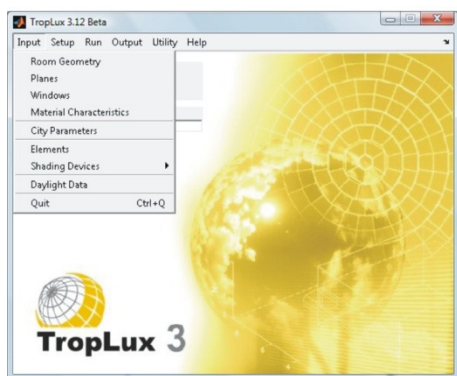 TropLux 3.12 Beta
Input Setup Run Output Utility Help
Room Geometry
Planes
Windows
Material Characteristics
City Parameters
Elements
Shading Devices
Daylight Data
Quit Ctrl+Q
TropLux 3